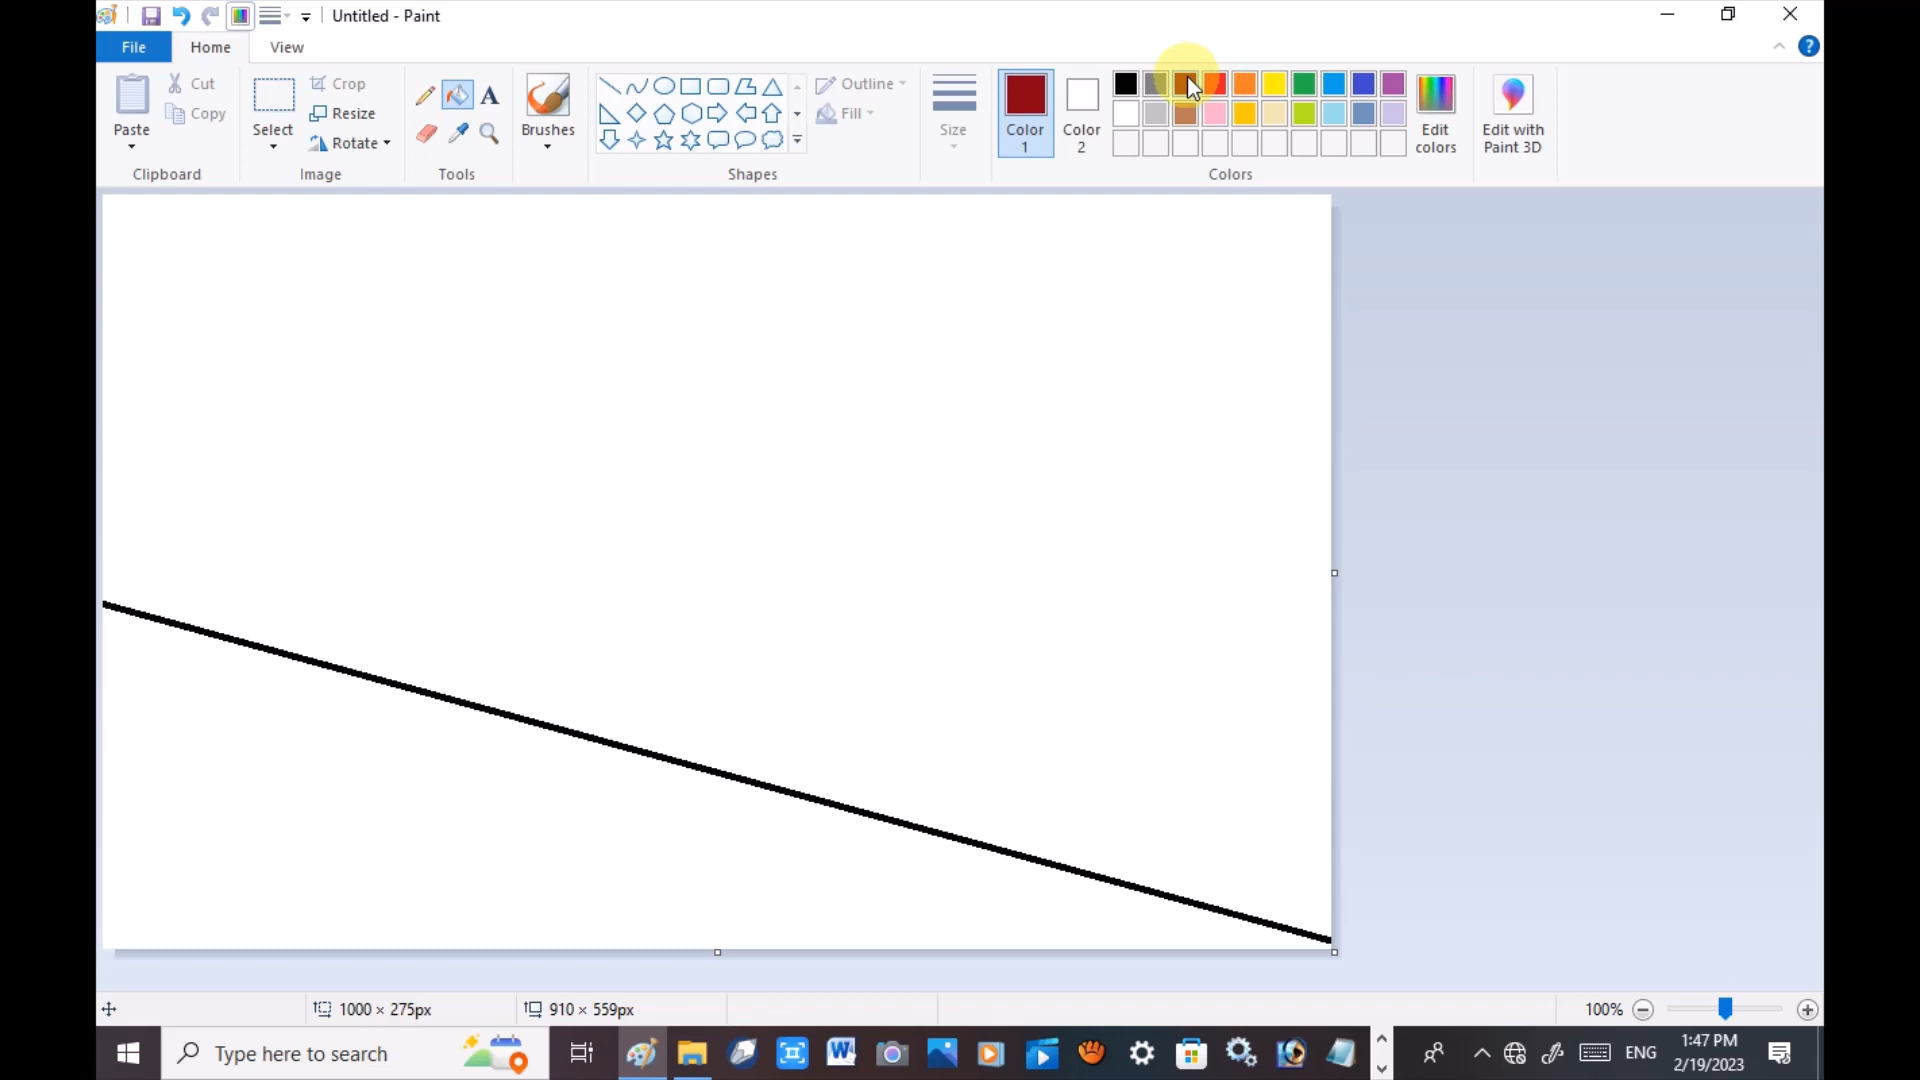 Untitled - Paint
File Home View
Paste
Cut
Copy
Clipboard
Select
Crop
Resize
Rotate
Image
A
Tools
Brushes
Shapes
Outline
Fill
Size
Color 1
Color 2
Edit colors
Colors
Edit with Paint 3D
?
1000 × 275px
910 × 559px
100%
Type here to search
W
ENG
1:47 PM
2/19/2023